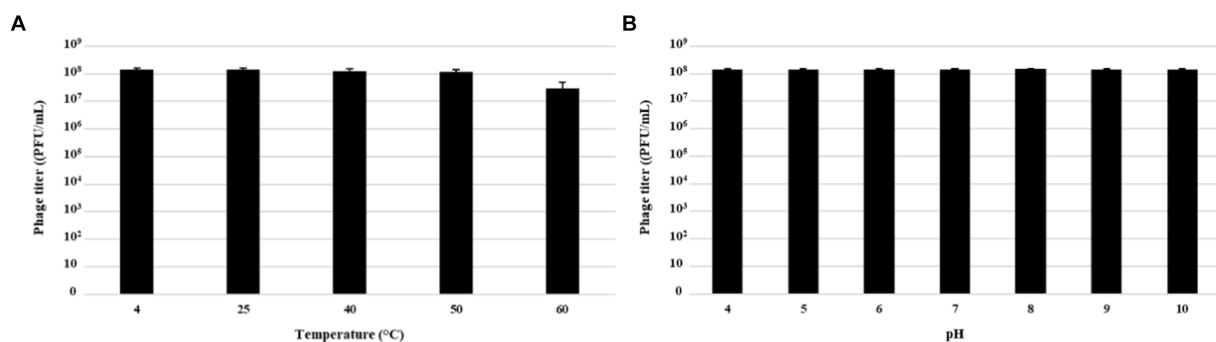 A
10⁹
10⁸
10⁷
10⁶
10⁵
10⁴
10³
10²
10
0
Phage titer ((PFU/mL)
4 25 40 50 60
Temperature (°C)
B
10⁹
10⁸
10⁷
10⁶
10⁵
10⁴
10³
10²
10
0
Phage titer ((PFU/mL)
4 5 6 7 8 9 10
pH